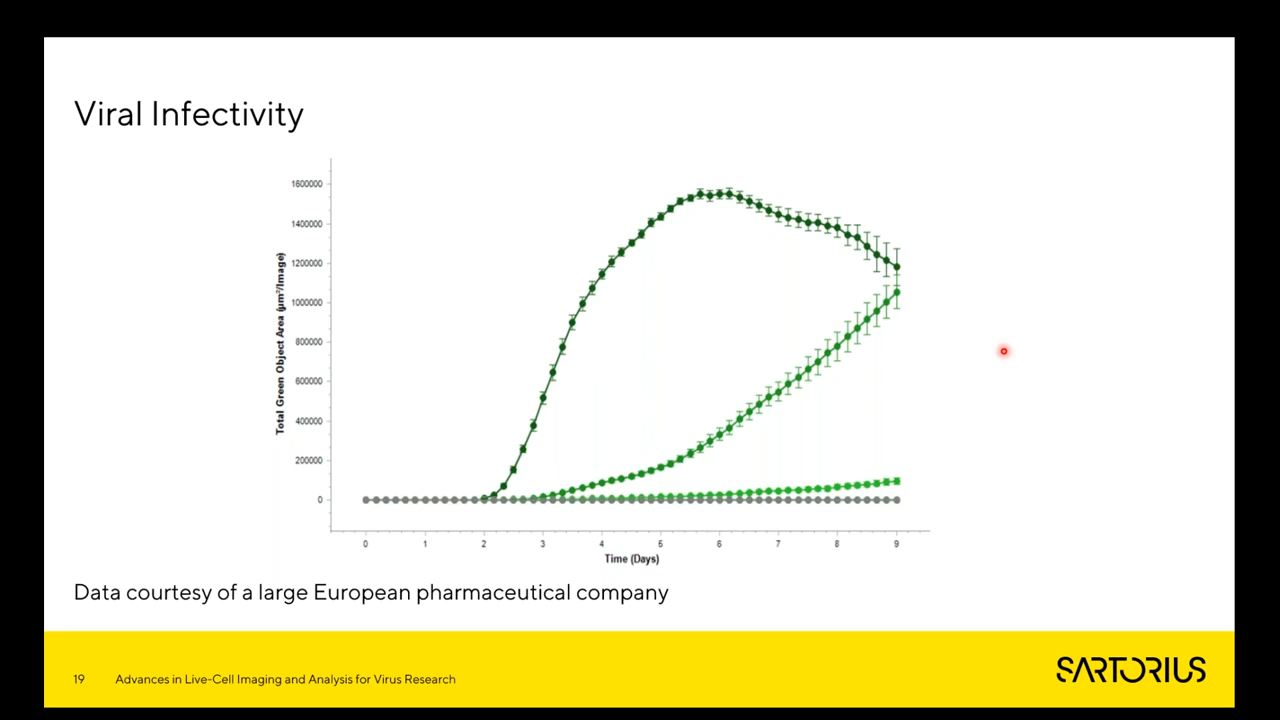 Viral Infectivity
1600000
1400000
1200000
1000000
800000
600000
400000
200000
0
Total Green Object Area (µm²/Image)
0 1 2 3 4 5 6 7 8 9
Time (Days)
Data courtesy of a large European pharmaceutical company
19 Advances in Live-Cell Imaging and Analysis for Virus Research
SARTORIUS